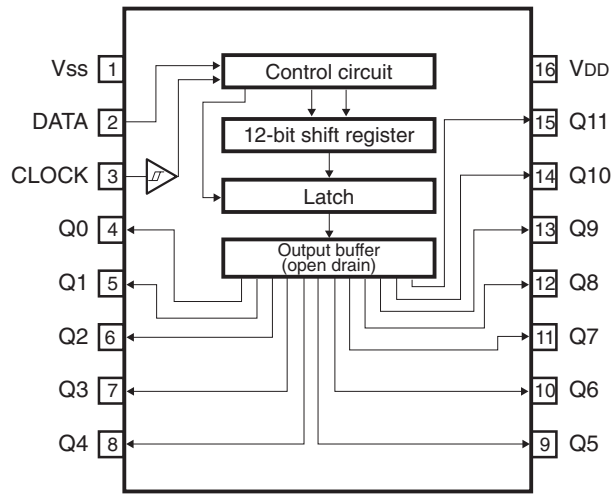 Vss 1
DATA 2
CLOCK 3
Q0 4
Q1 5
Q2 6
Q3 7
Q4 8
Control circuit
12-bit shift register
Latch
Output buffer
(open drain)
16 VDD
15 Q11
14 Q10
13 Q9
12 Q8
11 Q7
10 Q6
9 Q5